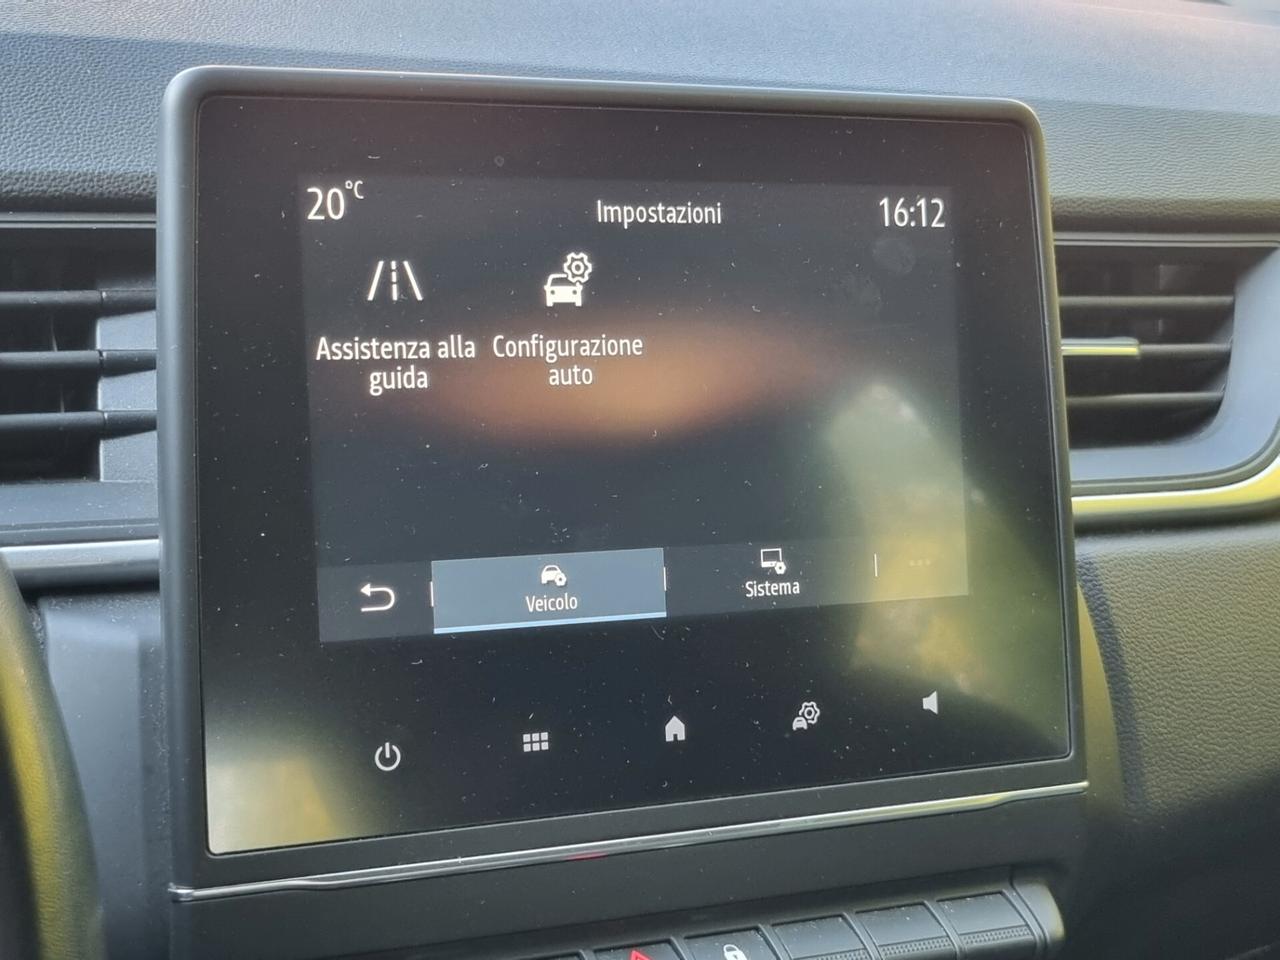 20°C
Impostazioni
16:12
Assistenza alla
guida
Configurazione
auto
Veicolo
Sistema